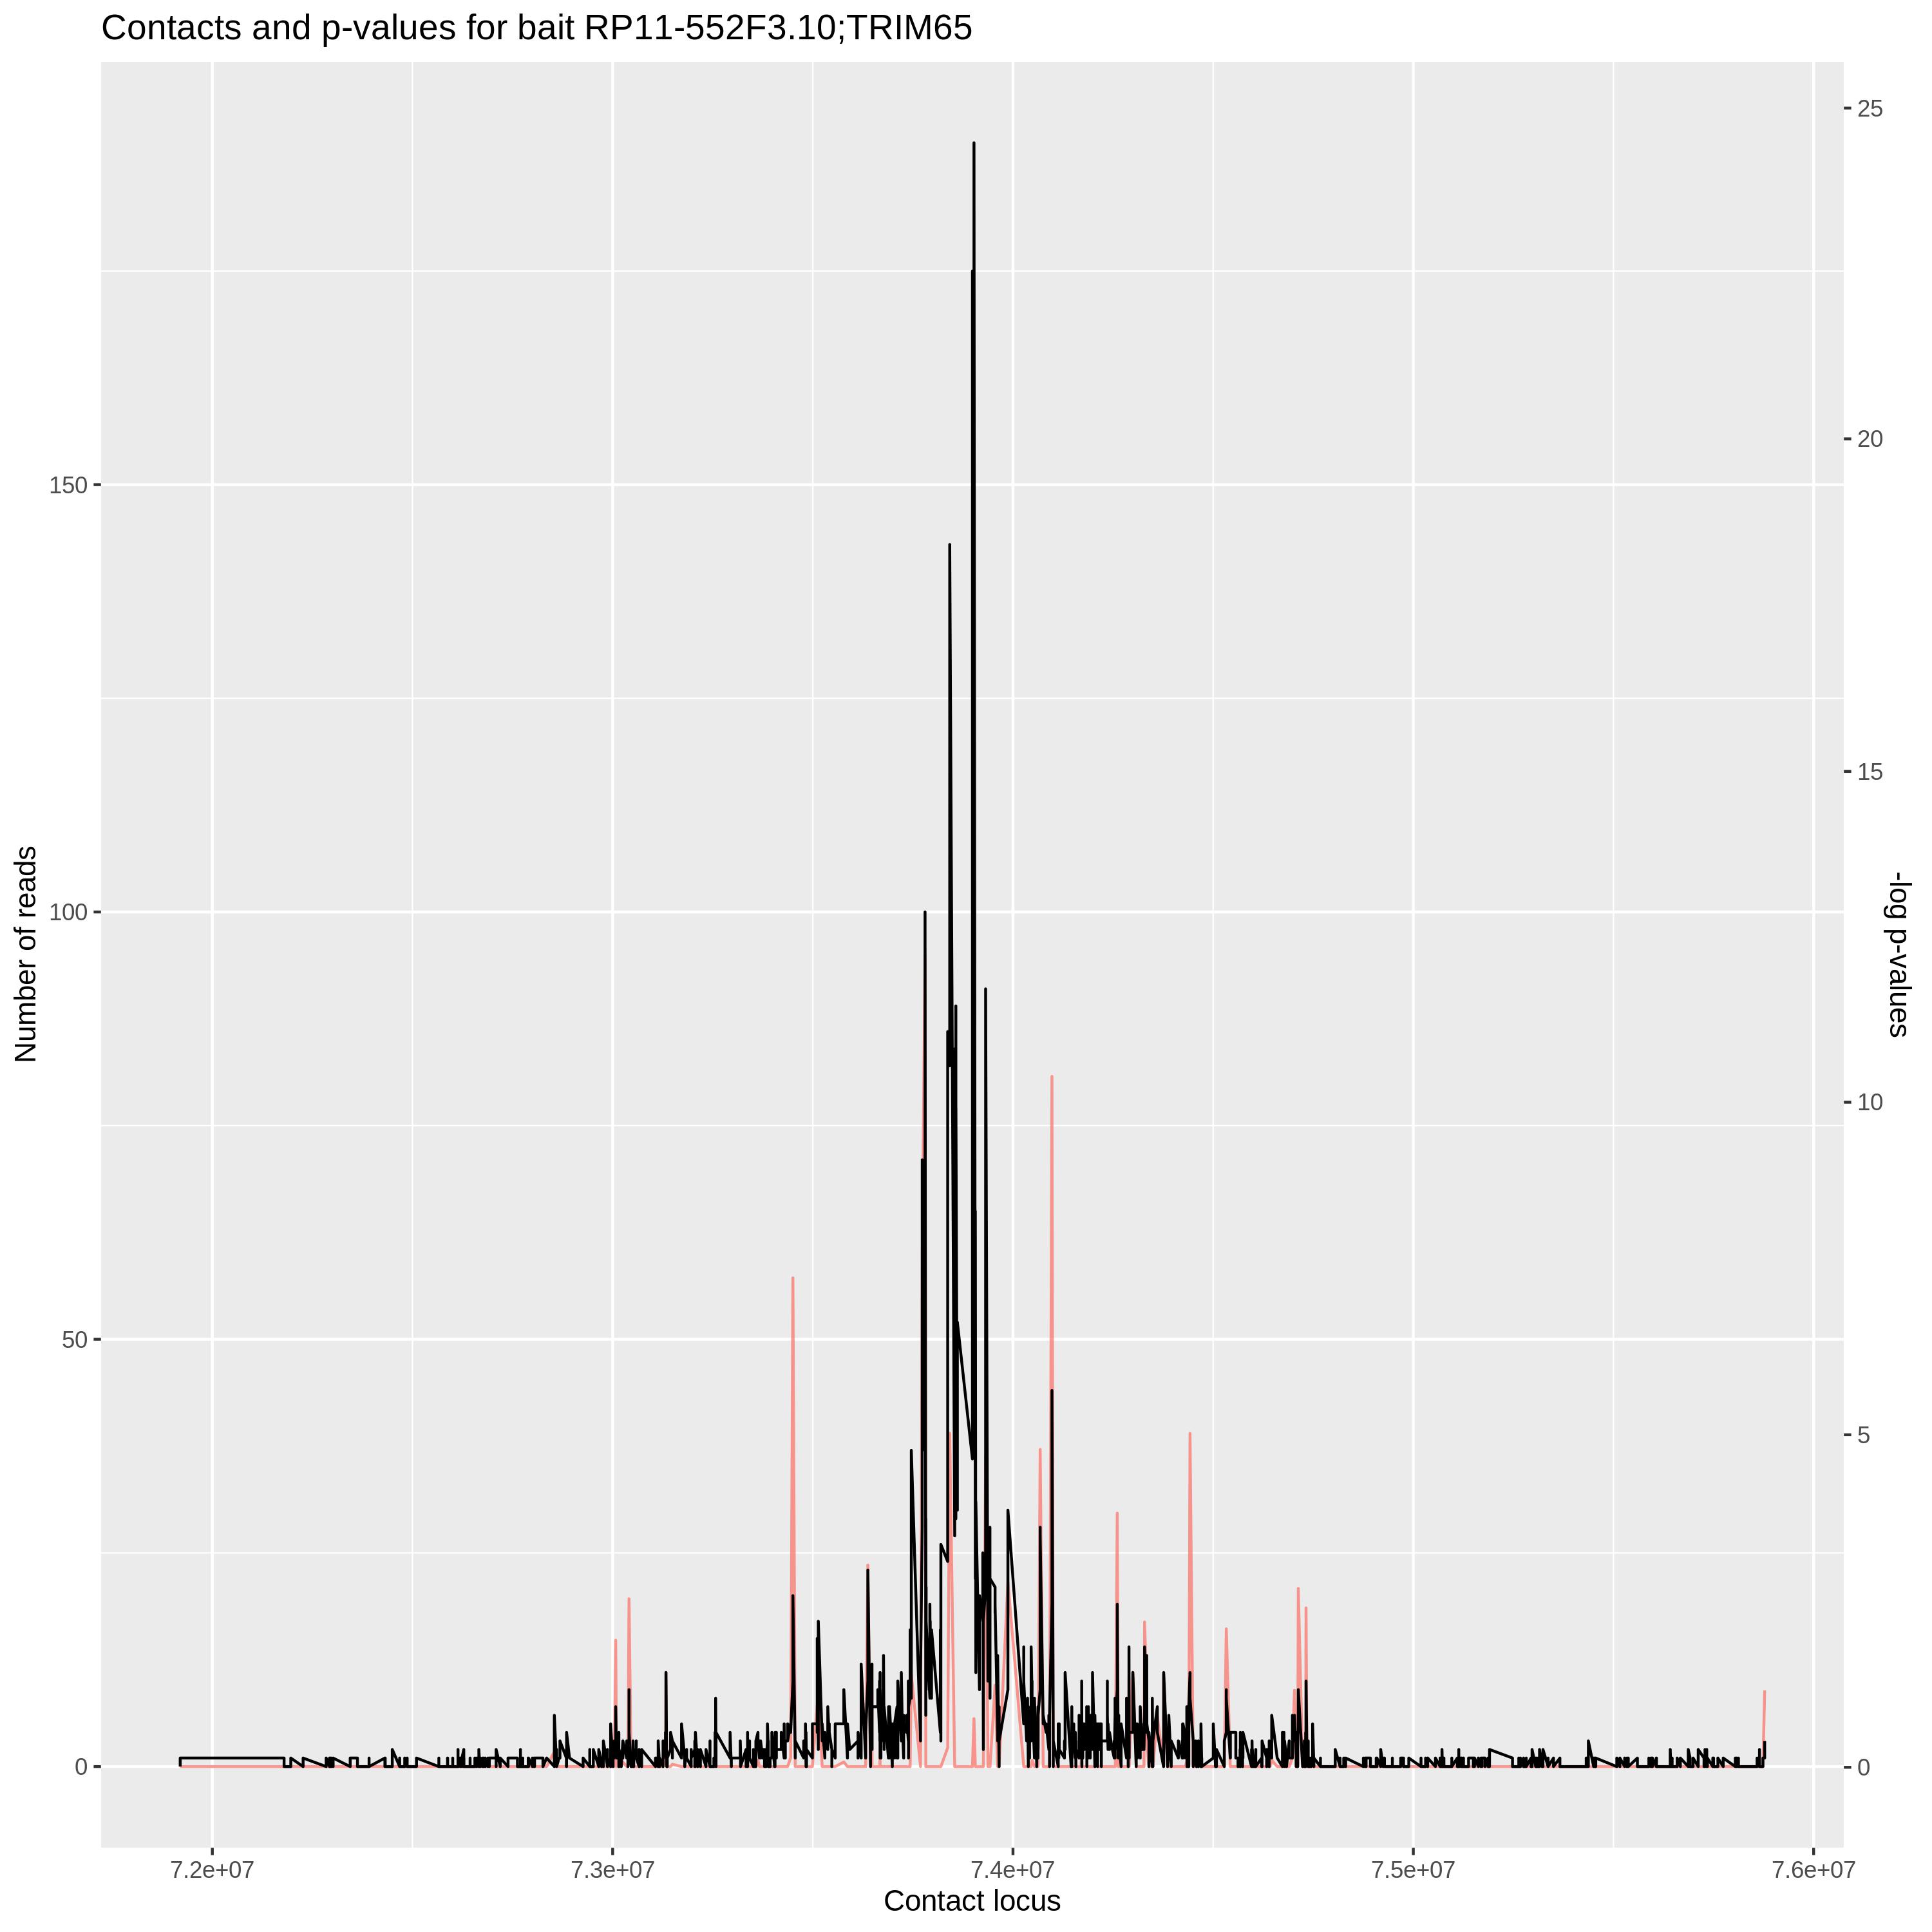 Contacts and p-values for bait RP11-552F3.10;TRIM65
Number of reads
150
100
50
0
25
20
15
10
5
0
-log p-values
7.2e+07
7.3e+07
7.4e+07
7.5e+07
7.6e+07
Contact locus